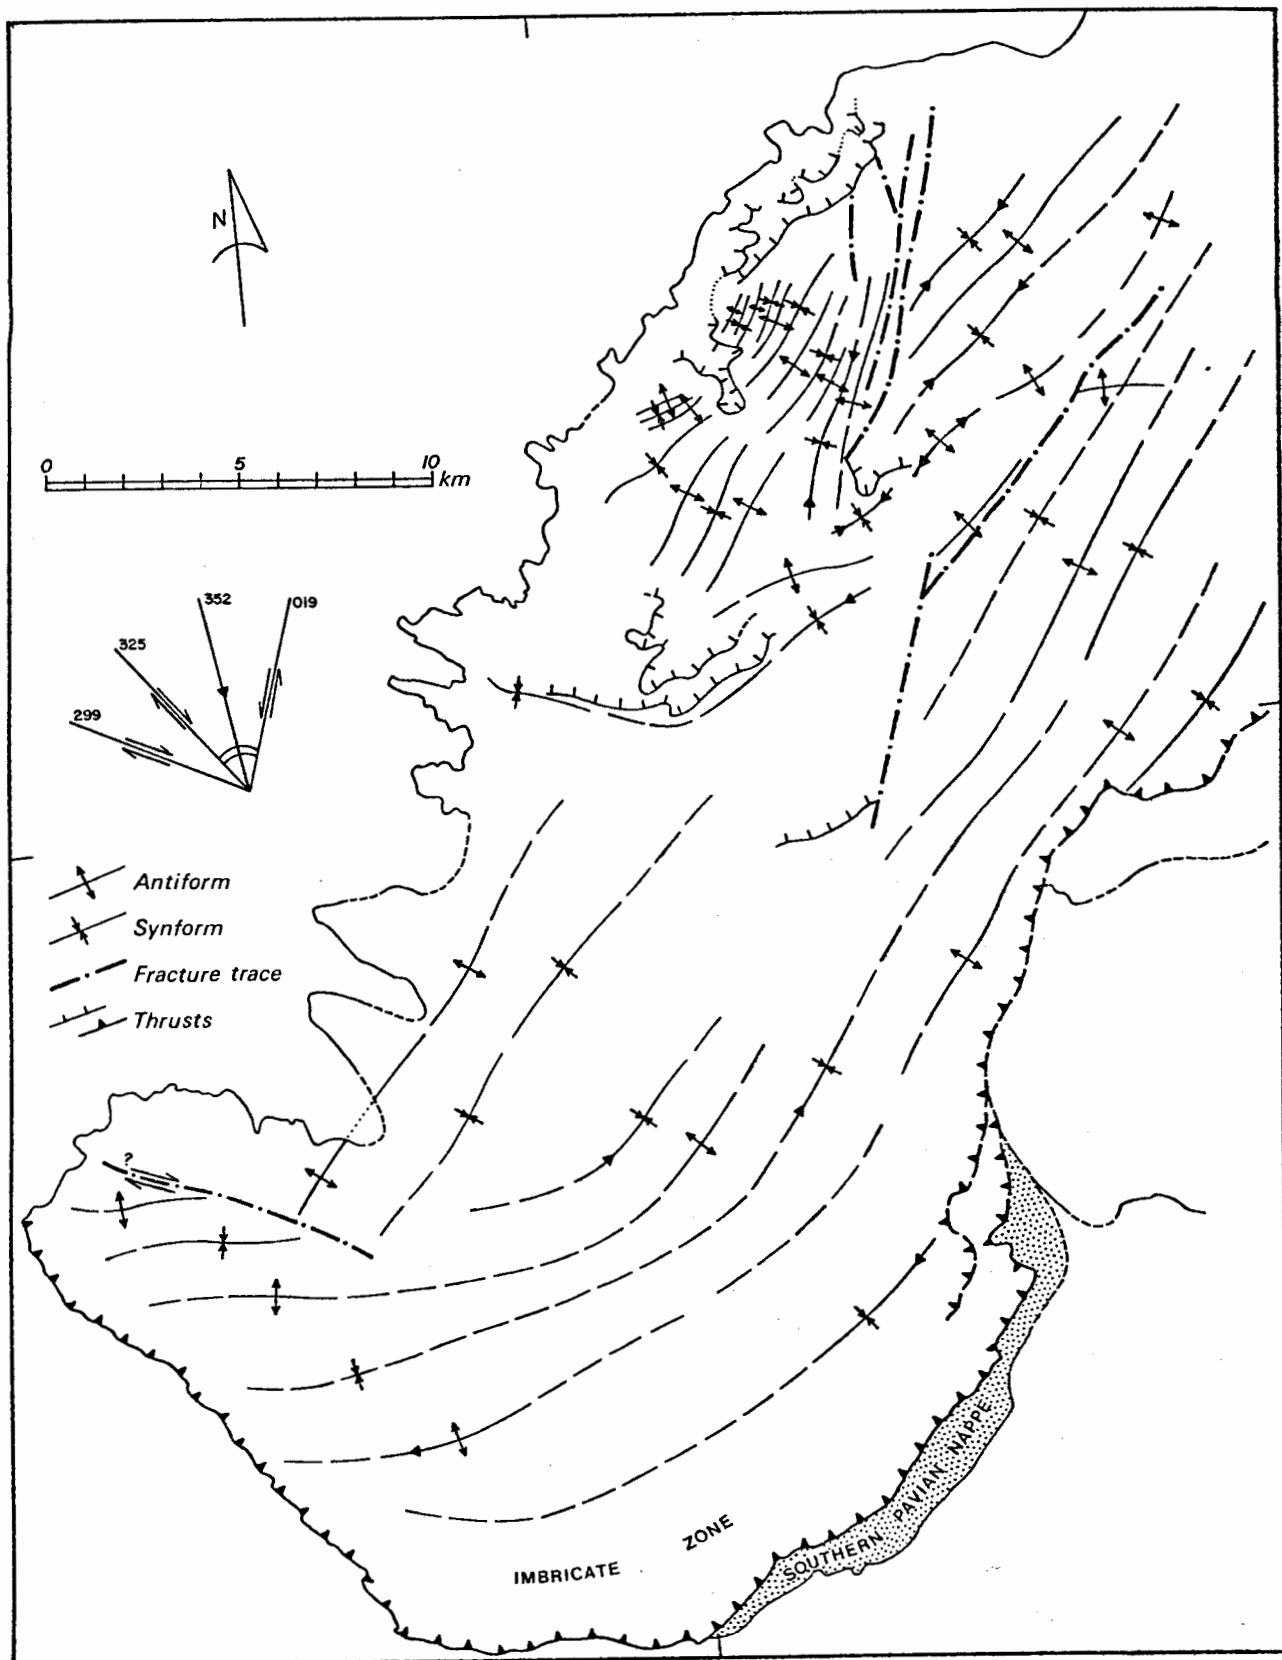 N
0 5 10
km
352
019
325
299
Antiform
Synform
Fracture trace
Thrusts
?
IMBRICATE ZONE
SOUTHERN PAVIAN NAPPE